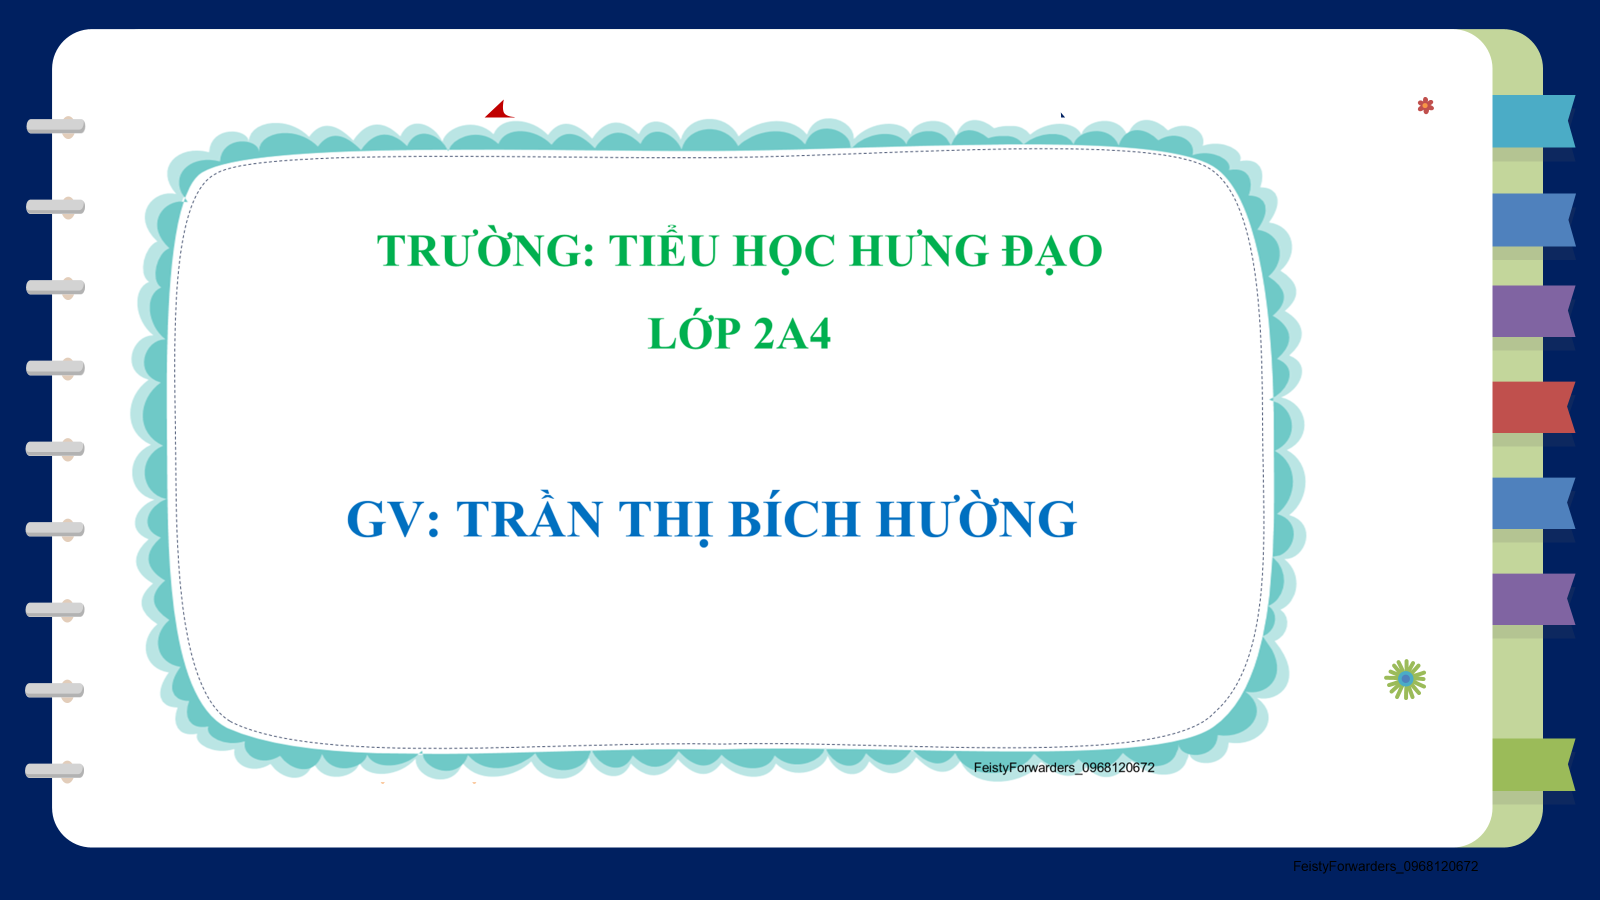 TRƯỜNG: TIỂU HỌC HƯNG ĐẠO
LỚP 2A4
GV: TRẦN THỊ BÍCH HƯỜNG
FeistyForwarders_0968120672
FeistyForwarders_0968120672